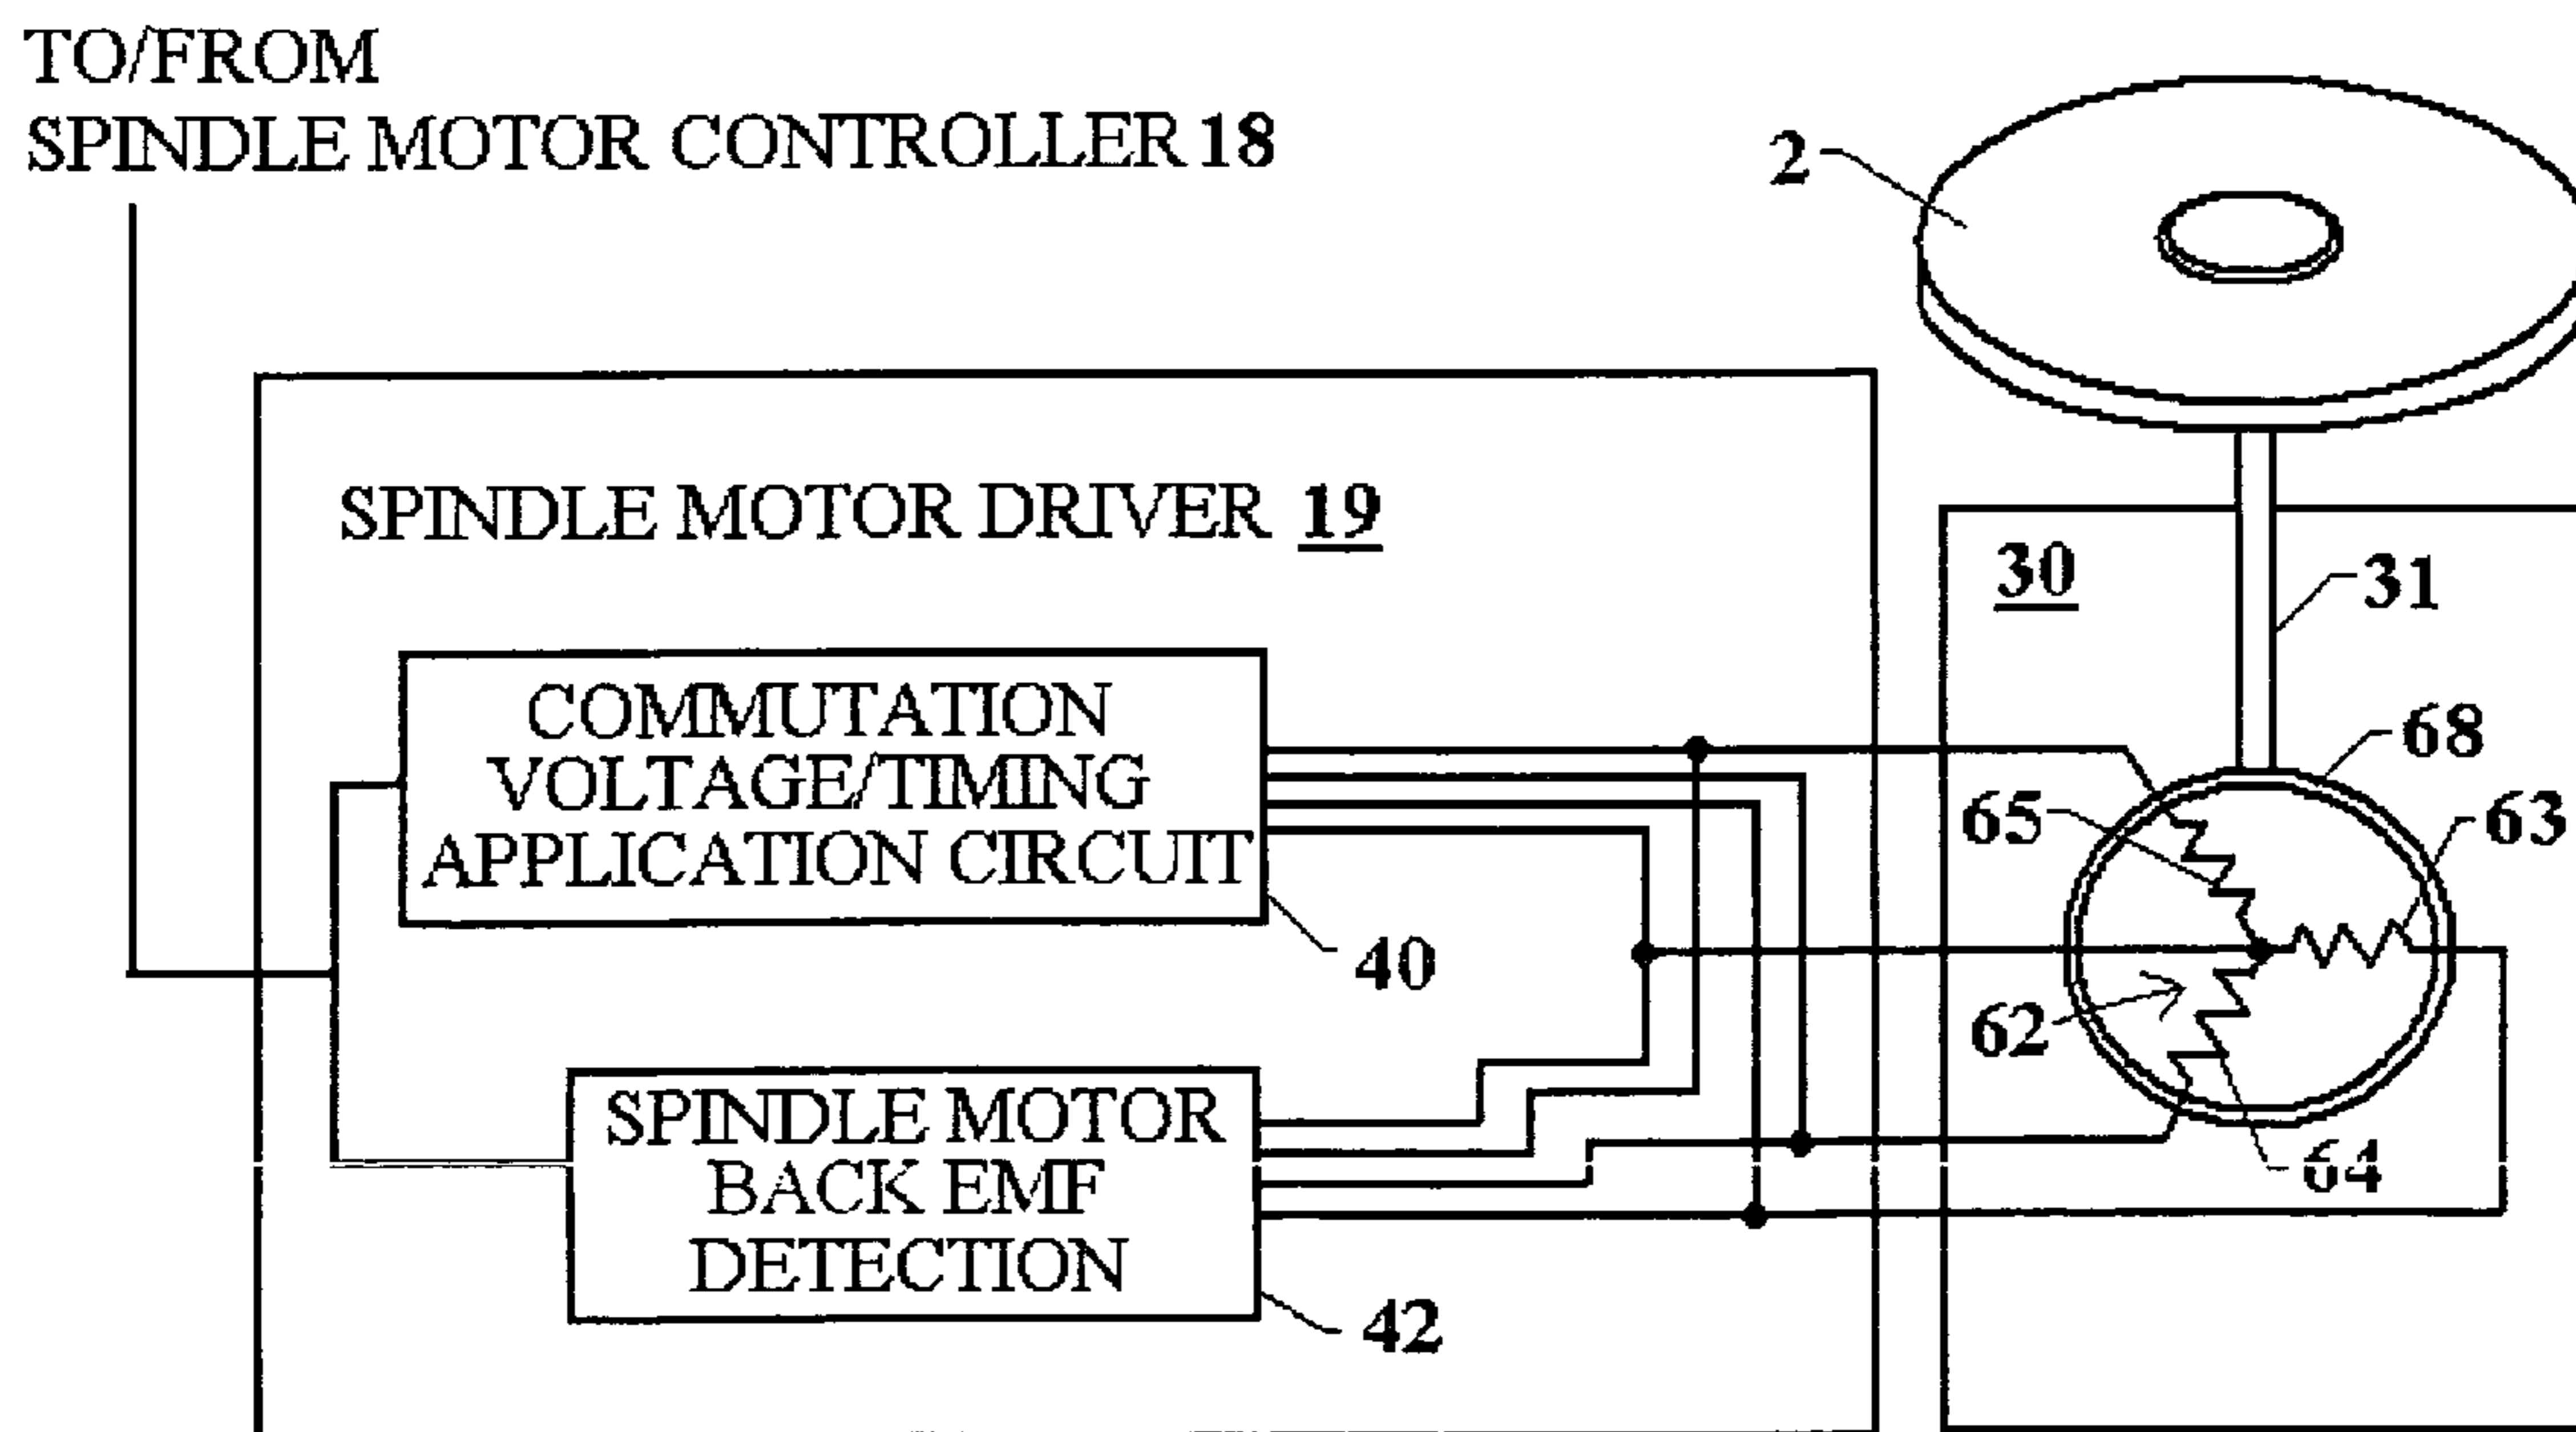 TO/FROM
SPINDLE MOTOR CONTROLLER 18
2
SPINDLE MOTOR DRIVER 19
30
31
COMMUTATION
VOLTAGE/TIMING
APPLICATION CIRCUIT
40
68
65
63
62
64
SPINDLE MOTOR
BACK EMF
DETECTION
42